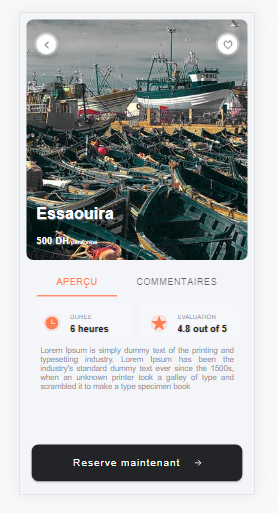 Essaouira
500 DH/personne
APERÇU
COMMENTAIRES
DURÉE
6 heures
EVALUATION
4.8 out of 5
Lorem Ipsum is simply dummy text of the printing and
typesetting industry. Lorem Ipsum has been the
industry's standard dummy text ever since the 1500s,
when an unknown printer took a galley of type and
scrambled it to make a type specimen book
Reserve maintenant